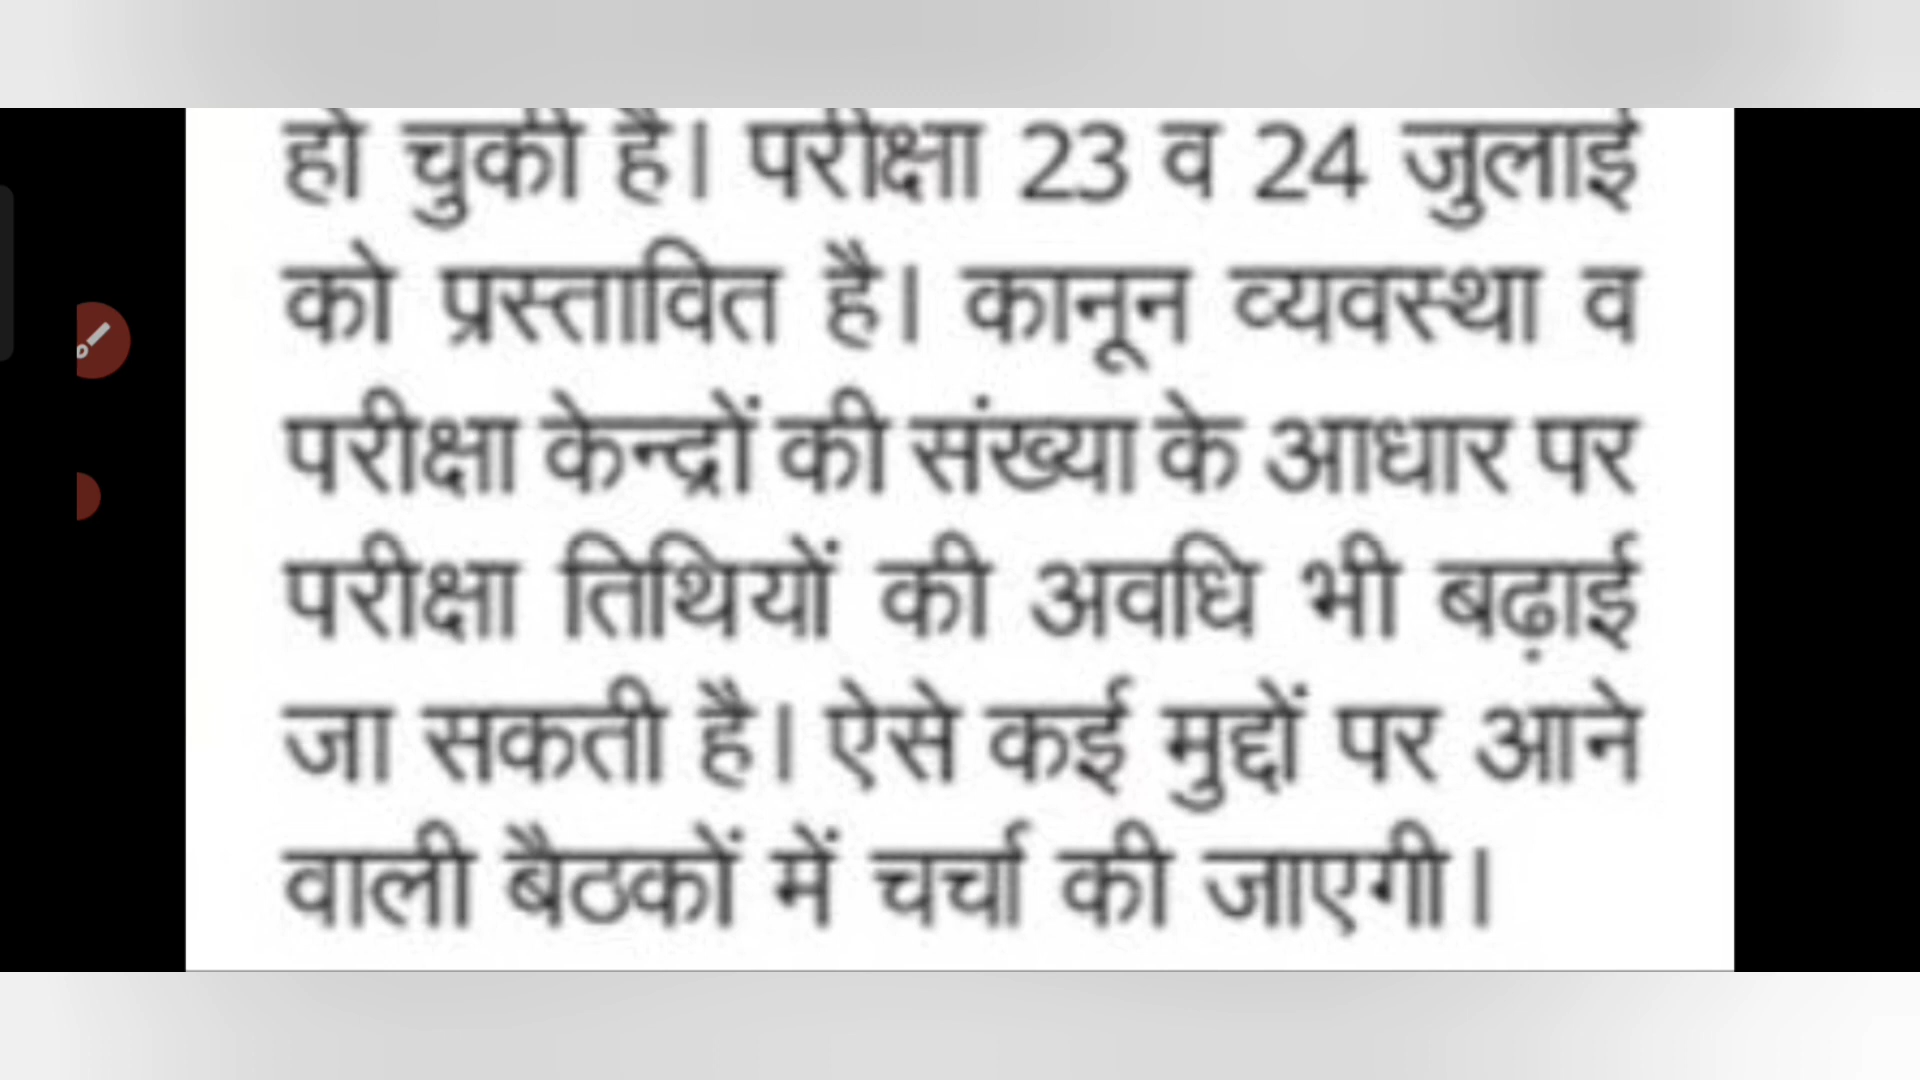 हो चुकी है। परीक्षा 23 व 24 जुलाई
को प्रस्तावित है। कानून व्यवस्था व
परीक्षा केन्द्रों की संख्या के आधार पर
परीक्षा तिथियों की अवधि भी बढ़ाई
जा सकती है। ऐसे कई मुद्दों पर आने
वाली बैठकों में चर्चा की जाएगी।